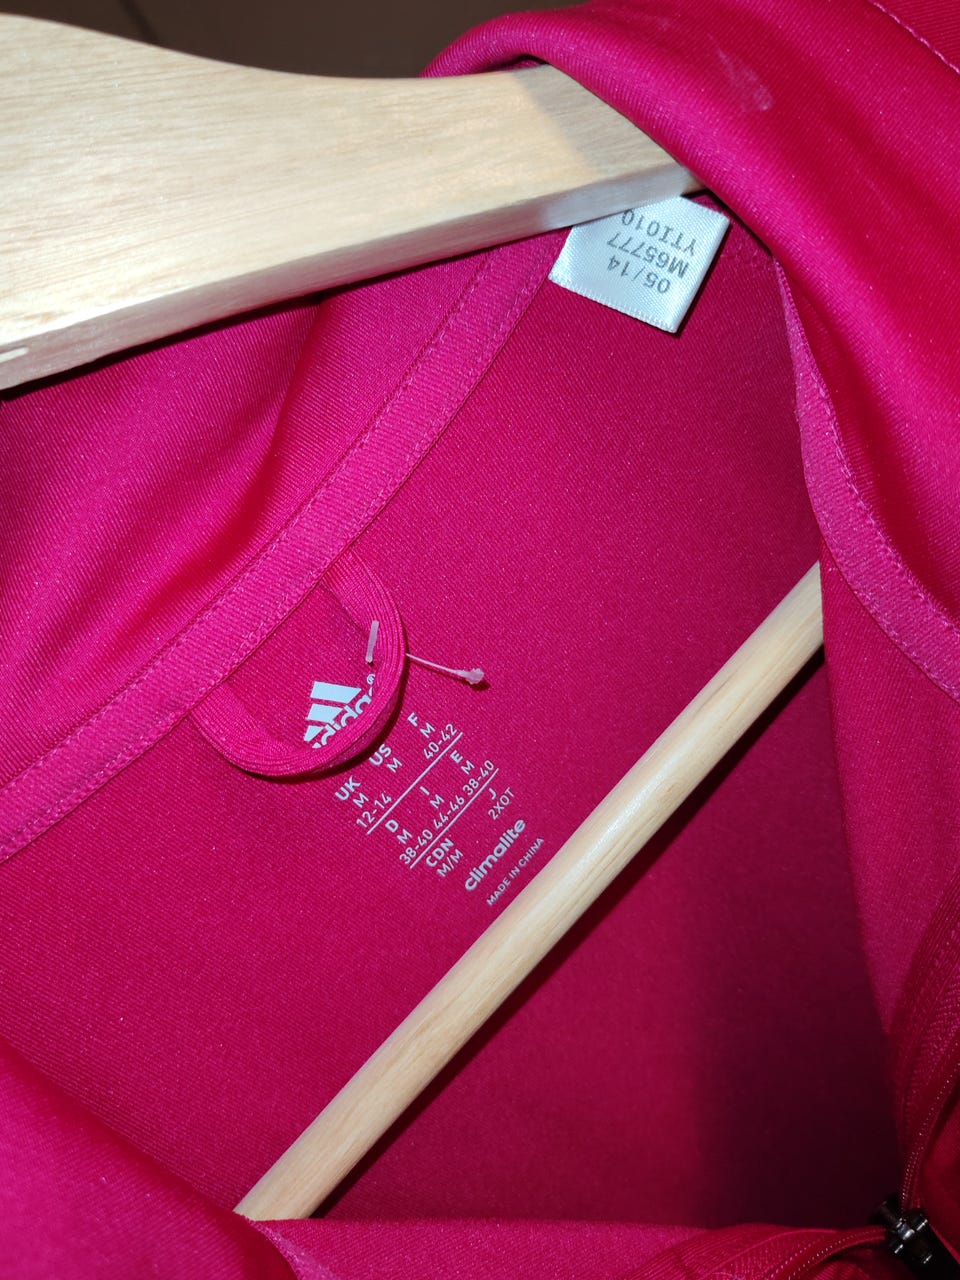 05/14
M65777
YTI010
adidas®
UK US F
M M M
12-14 40-42
D I E
M M M
38-40 44-46 38-40
CDN J
M/M 2XOT
climalite
MADE IN CHINA